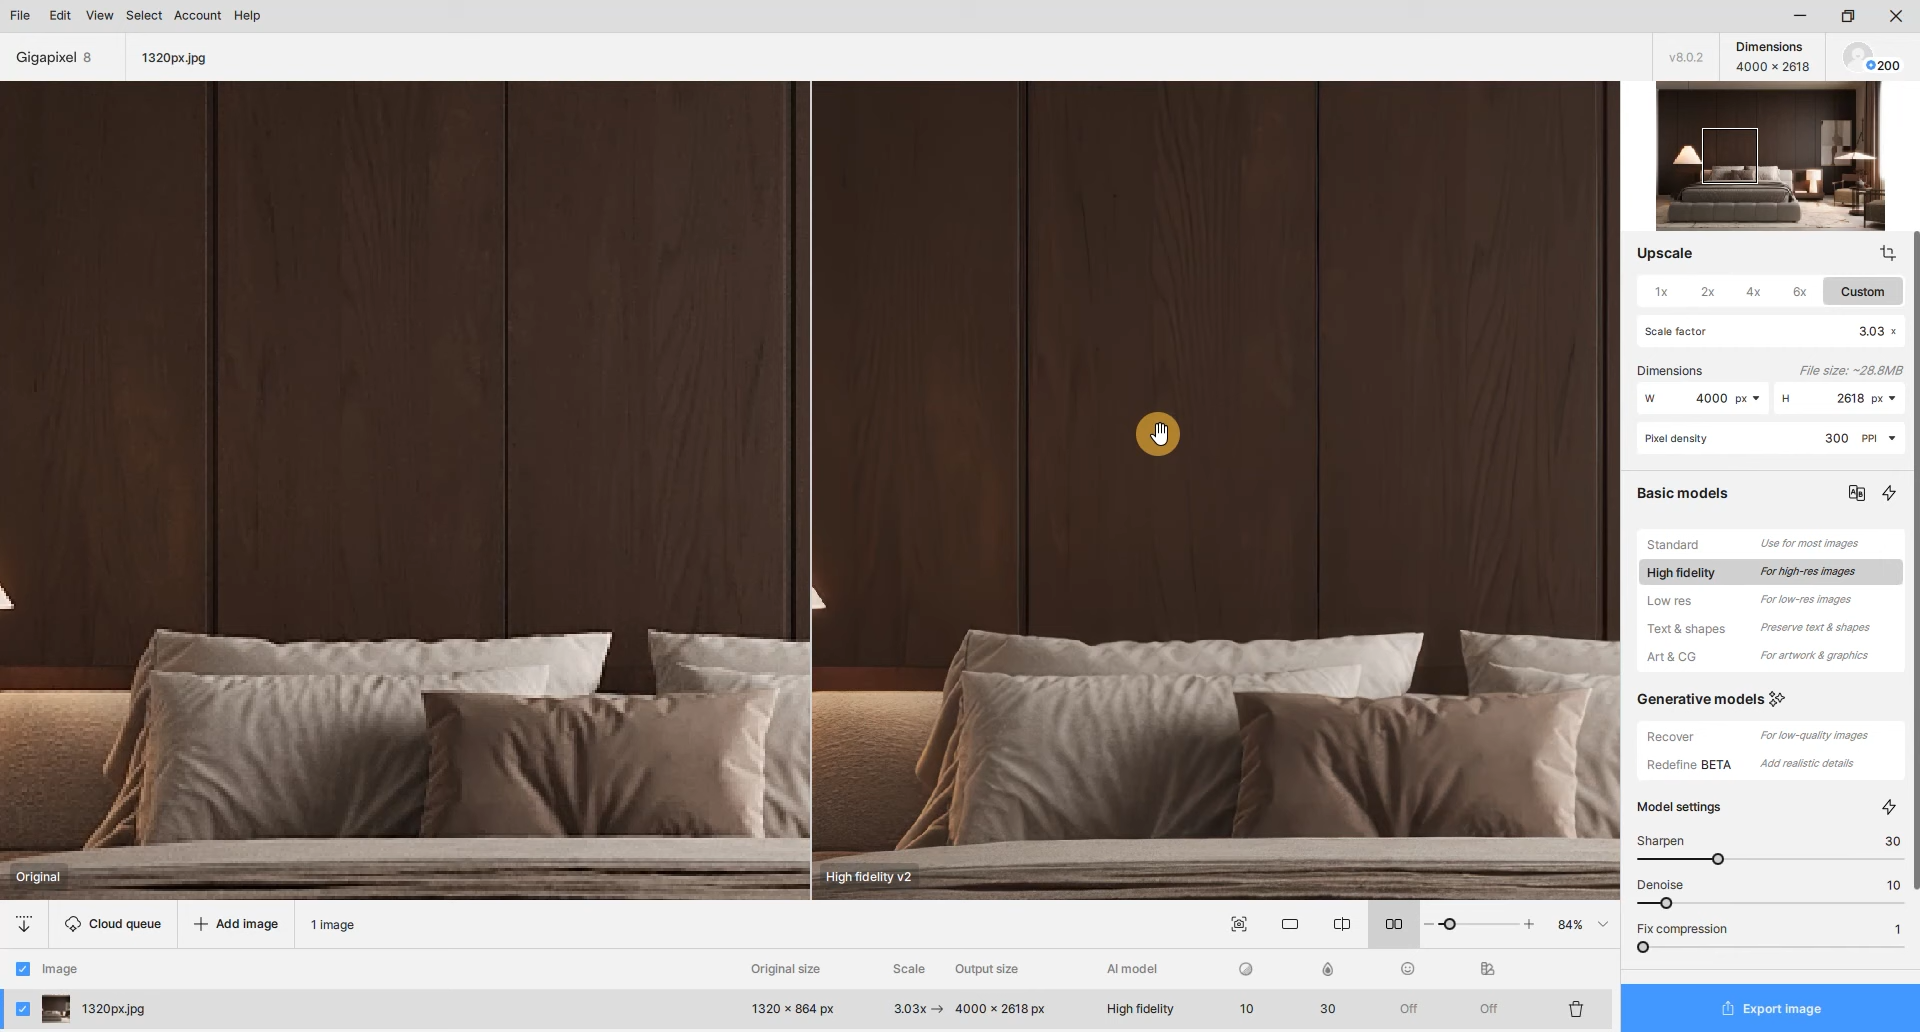 File Edit View Select Account Help
Gigapixel 8
1320px.jpg
v8.0.2
Dimensions
4000 × 2618
200
Original
High fidelity v2
Upscale
1x 2x 4x 6x Custom
Scale factor 3.03 x
Dimensions File size: ~28.8MB
W 4000 px H 2618 px
Pixel density 300 PPI
Basic models
Standard Use for most images
High fidelity For high-res images
Low res For low-res images
Text & shapes Preserve text & shapes
Art & CG For artwork & graphics
Generative models
Recover For low-quality images
Redefine BETA Add realistic details
Model settings
Sharpen 30
Denoise 10
Fix compression 1
Export image
Cloud queue
Add image
1 image
84%
Image Original size Scale Output size AI model
1320px.jpg 1320 × 864 px 3.03x → 4000 × 2618 px High fidelity 10 30 Off Off